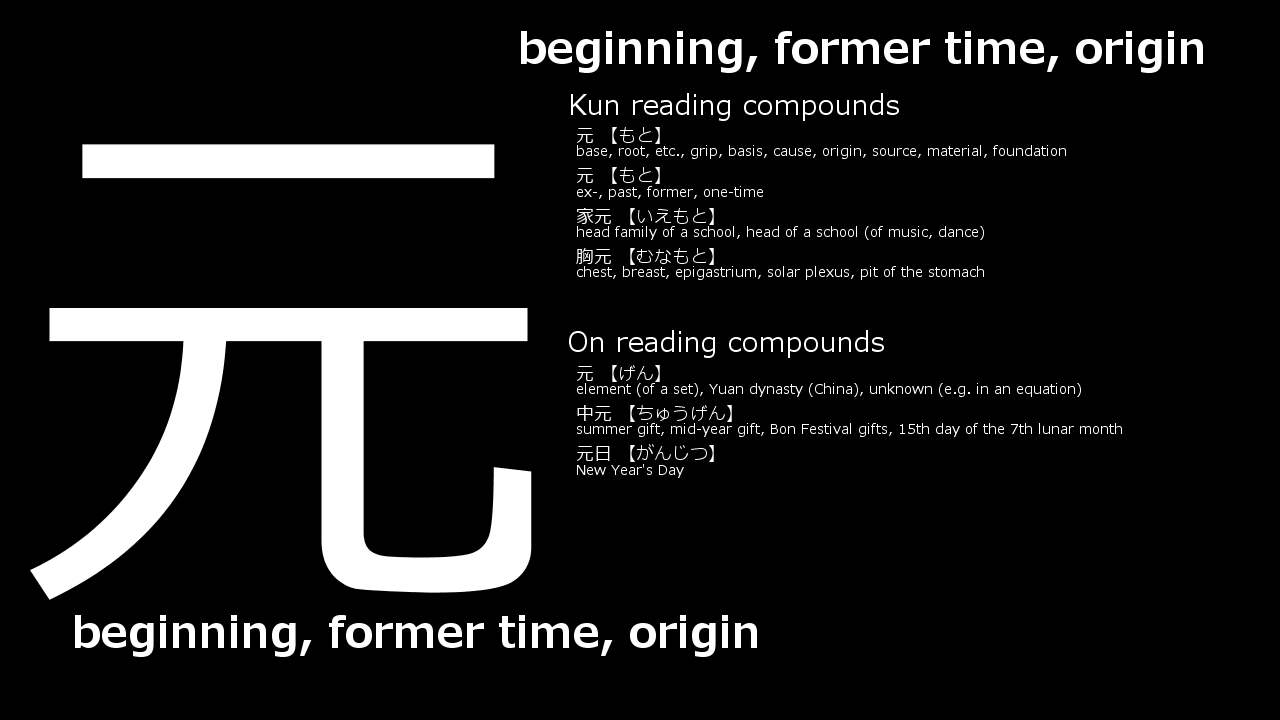 beginning, former time, origin
元
Kun reading compounds
元 【もと】
base, root, etc., grip, basis, cause, origin, source, material, foundation
元 【もと】
ex-, past, former, one-time
家元 【いえもと】
head family of a school, head of a school (of music, dance)
胸元 【むなもと】
chest, breast, epigastrium, solar plexus, pit of the stomach
On reading compounds
元 【げん】
element (of a set), Yuan dynasty (China), unknown (e.g. in an equation)
中元 【ちゅうげん】
summer gift, mid-year gift, Bon Festival gifts, 15th day of the 7th lunar month
元日 【がんじつ】
New Year's Day
beginning, former time, origin